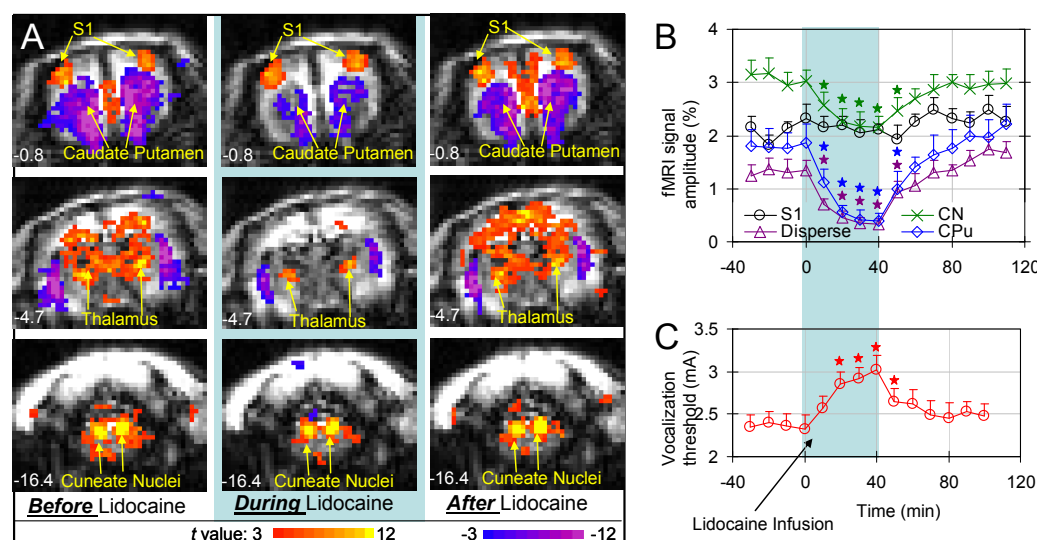 A
S1
Caudate Putamen
-0.8
Caudate Putamen
-0.8
Caudate Putamen
-0.8
Thalamus
-4.7
Thalamus
-4.7
Thalamus
-4.7
Cuneate Nuclei
-16.4
Cuneate Nuclei
-16.4
Cuneate Nuclei
-16.4
Before Lidocaine
During Lidocaine
After Lidocaine
t value: 3 12
-3 -12
B
fMRI signal
amplitude (%)
4
3
2
1
0
S1
CN
Disperse
CPu
-40
0
40
80
120
C
Vocalization
threshold (mA)
3.5
3
2.5
2
-40
0
40
80
120
Lidocaine Infusion
Time (min)